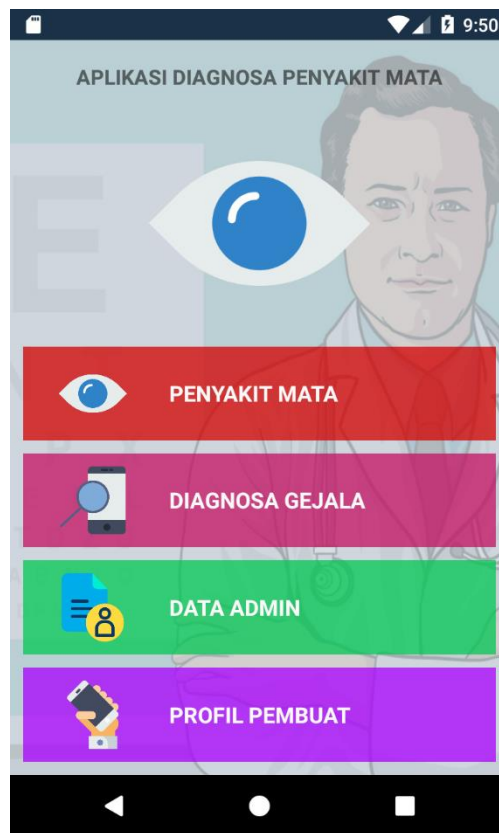 9:50
APLIKASI DIAGNOSA PENYAKIT MATA
E
PENYAKIT MATA
DIAGNOSA GEJALA
DATA ADMIN
PROFIL PEMBUAT